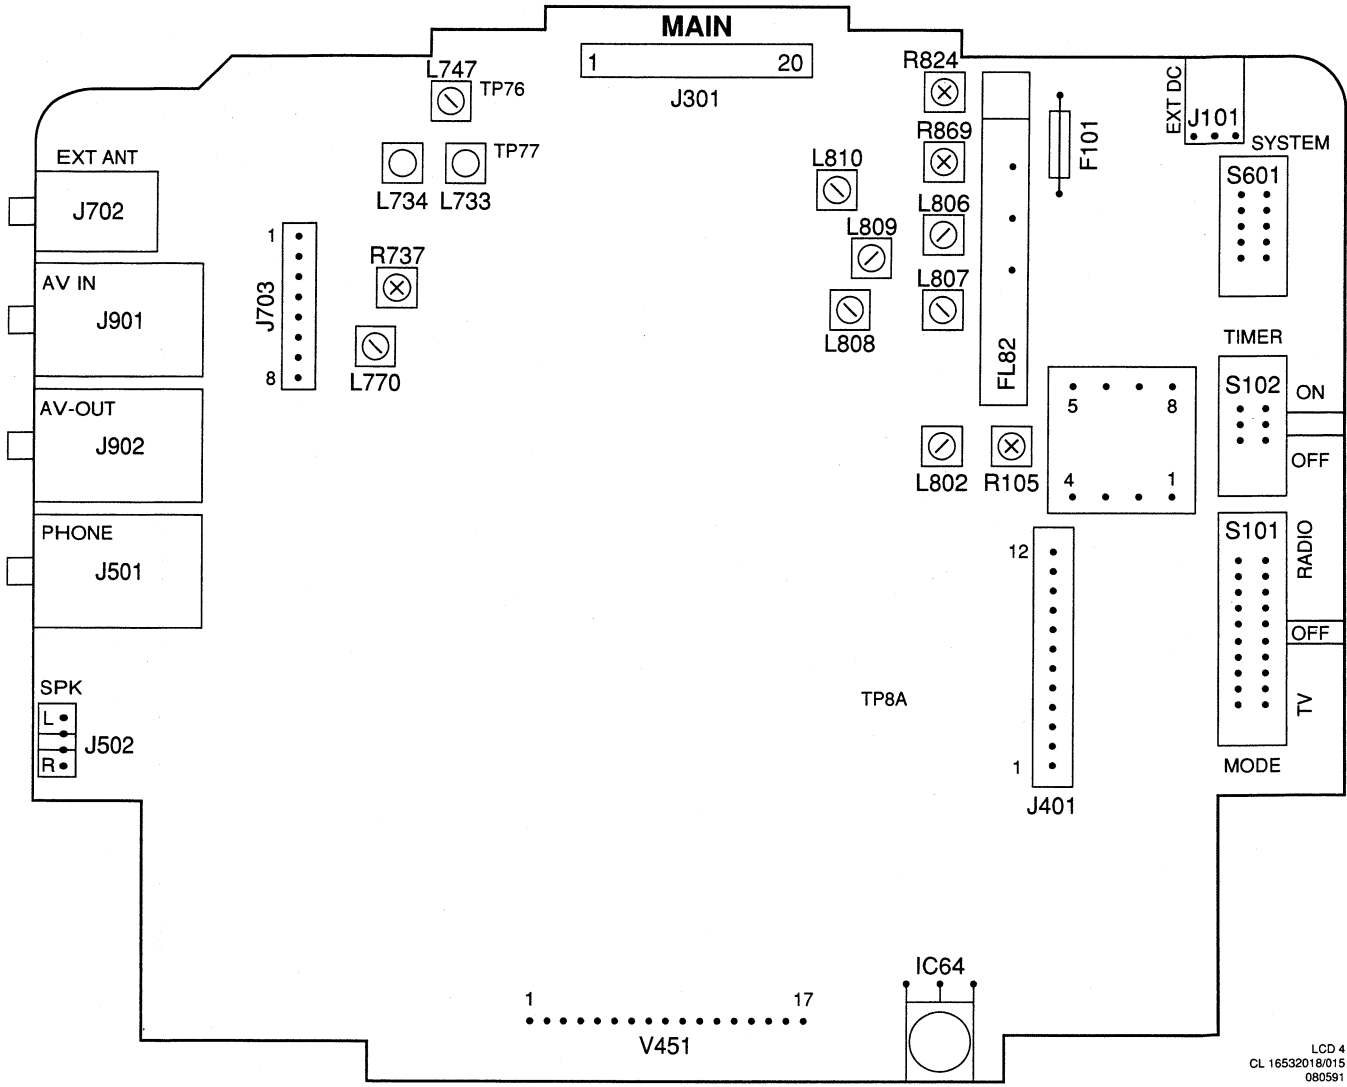 MAIN
1 20
J301
L747
TP76
TP77
L734 L733
EXT ANT
J702
AV IN
J901
AV-OUT
J902
PHONE
J501
SPK
L
R
J502
1
J703
8
R737
L770
R824
R869
L810
L806
L809
L807
L808
FL82
F101
EXT DC
J101
SYSTEM
S601
TIMER
S102
ON
OFF
5 8
4 1
L802 R105
S101
RADIO
OFF
TV
MODE
12
1
J401
TP8A
IC64
1 17
V451
LCD 4
CL 16532018/015
080591